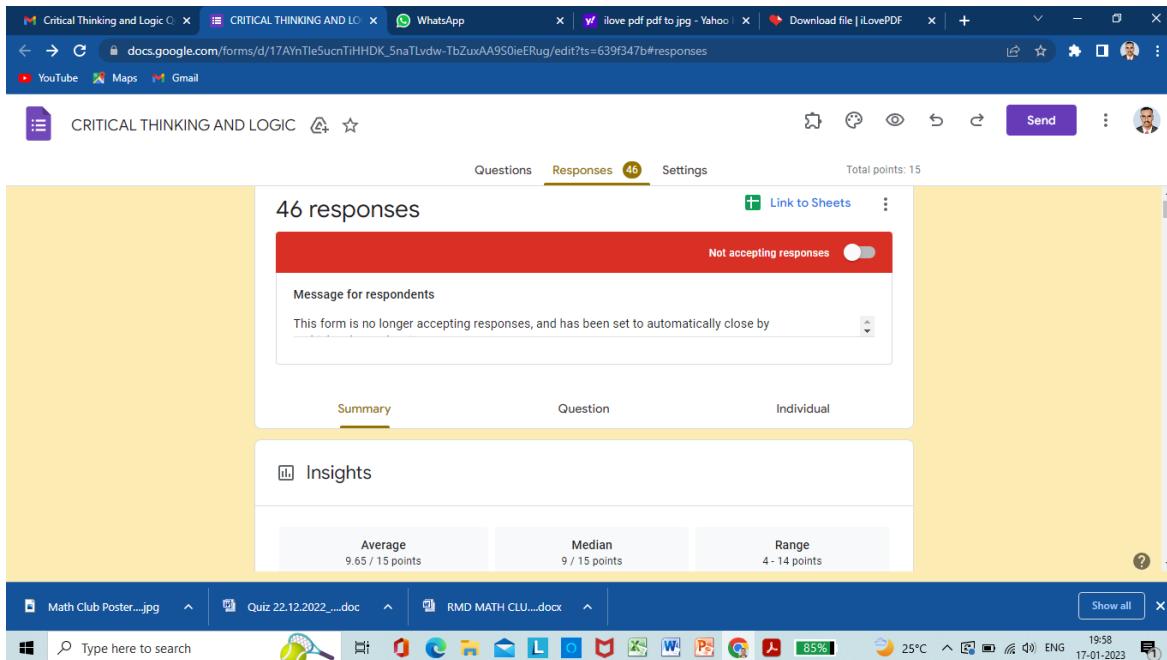 Critical Thinking and Logic Q
CRITICAL THINKING AND LO
WhatsApp
ilove pdf pdf to jpg - Yahoo
Download file | iLovePDF
docs.google.com/forms/d/17AYnTle5ucnTiHHDK_5naTLvdw-TbZuxAA9S0ieERug/edit?ts=639f347b#responses
YouTube Maps Gmail
CRITICAL THINKING AND LOGIC
Send
Questions Responses 46 Settings Total points: 15
46 responses
Link to Sheets
Not accepting responses
Message for respondents
This form is no longer accepting responses, and has been set to automatically close by
Summary Question Individual
Insights
Average Median Range
9.65 / 15 points 9 / 15 points 4 - 14 points
Math Club Poster....jpg Quiz 22.12.2022_....doc RMD MATH CLU....docx Show all
Type here to search 85% 25°C ENG 19:58
17-01-2023